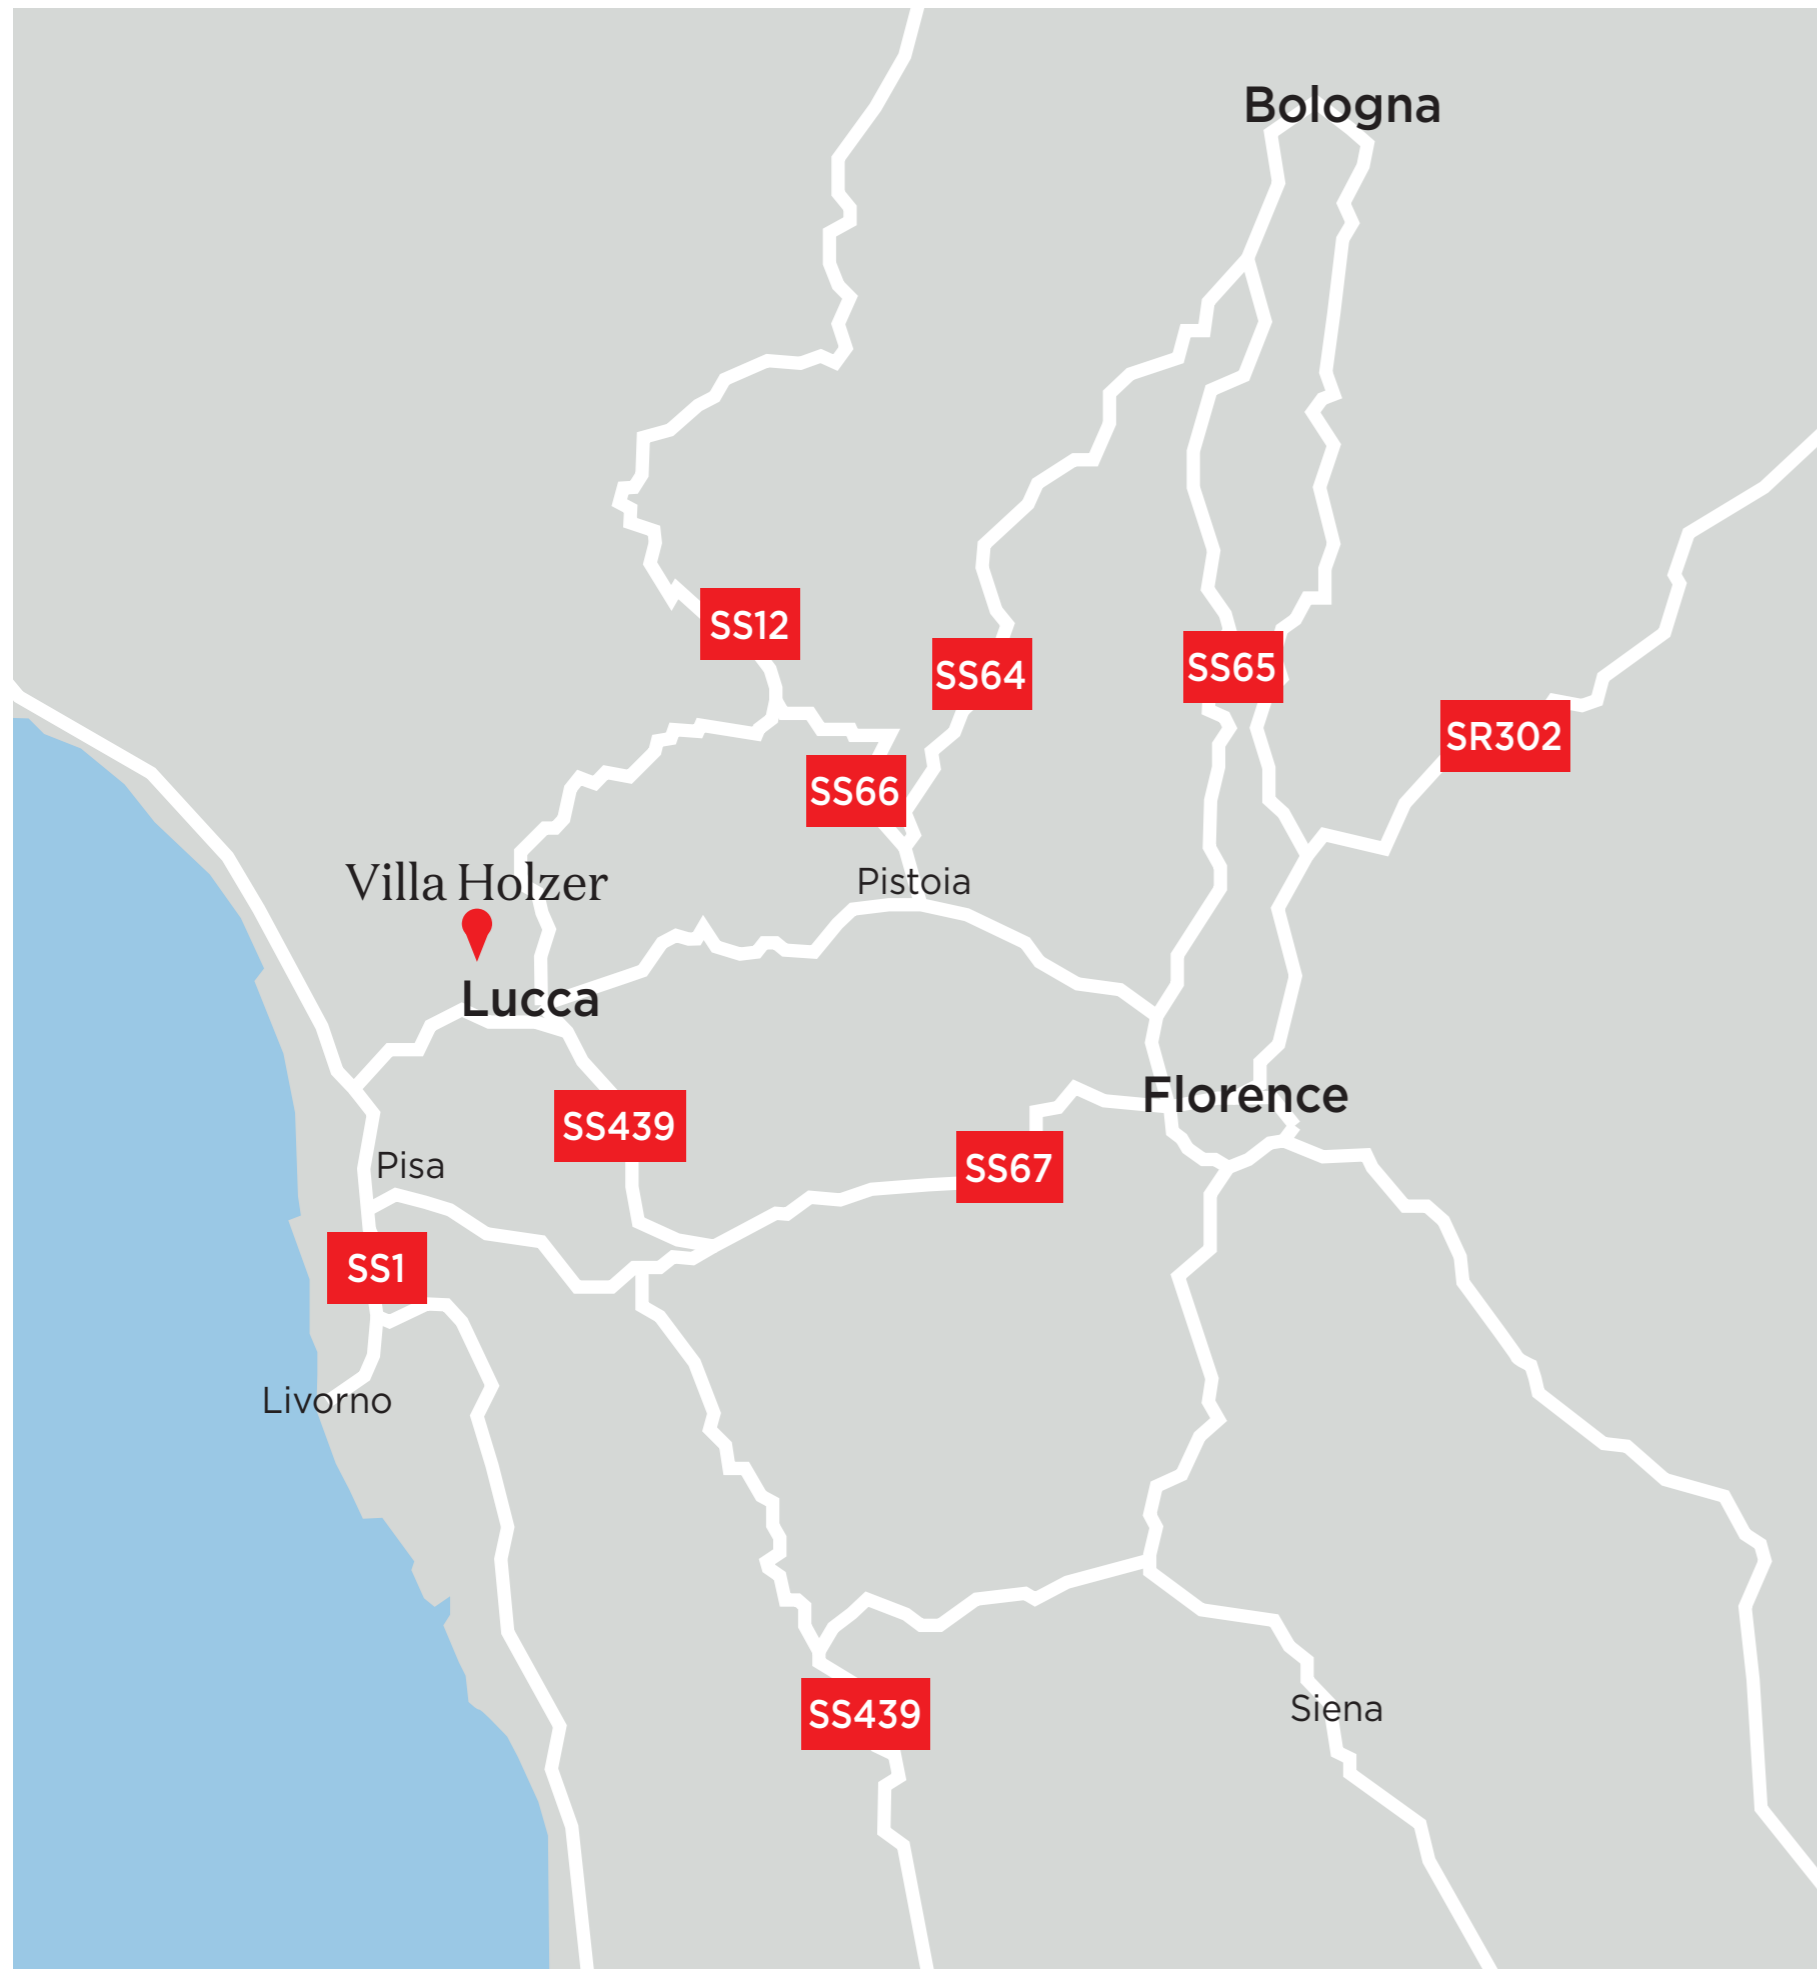 Bologna
SS12
SS64
SS65
SR302
SS66
Villa Holzer
Pistoia
Lucca
Florence
SS439
Pisa
SS67
SS1
Livorno
SS439
Siena